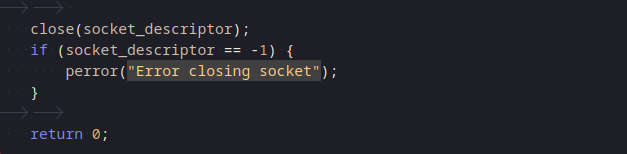 close(socket_descriptor);
if (socket_descriptor == -1) {
    perror("Error closing socket");
}
return 0;